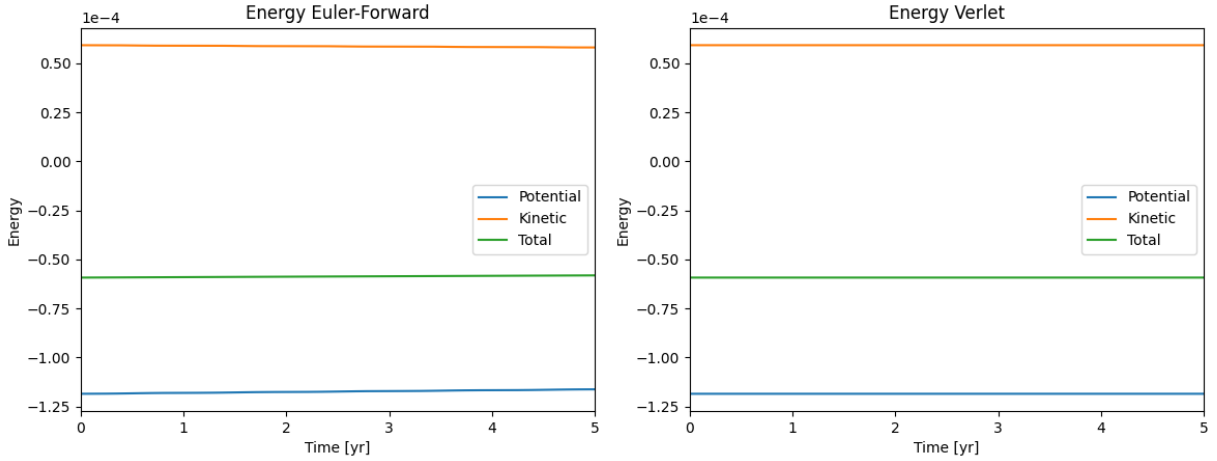 Energy Euler-Forward
1e−4
0.50
0.25
0.00
−0.25
−0.50
−0.75
−1.00
−1.25
Energy
Potential
Kinetic
Total
0 1 2 3 4 5
Time [yr]
Energy Verlet
1e−4
0.50
0.25
0.00
−0.25
−0.50
−0.75
−1.00
−1.25
Energy
Potential
Kinetic
Total
0 1 2 3 4 5
Time [yr]